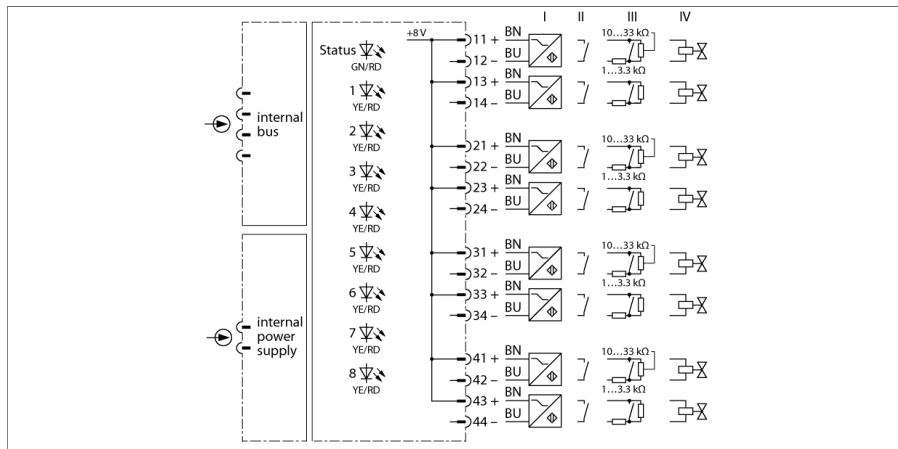 I II III IV
+8 V 11 + BN 10…33 kΩ
Status 12 – BU
GN/RD 1…3.3 kΩ
13 + BN
1 14 – BU
YE/RD
internal
bus
2
YE/RD
21 + BN 10…33 kΩ
22 – BU
3 1…3.3 kΩ
YE/RD 23 + BN
24 – BU
4
YE/RD
5 31 + BN 10…33 kΩ
YE/RD 32 – BU
1…3.3 kΩ
6 33 + BN
YE/RD 34 – BU
internal
power
supply
7
YE/RD
41 + BN 10…33 kΩ
8 42 – BU
YE/RD 1…3.3 kΩ
43 + BN
44 – BU